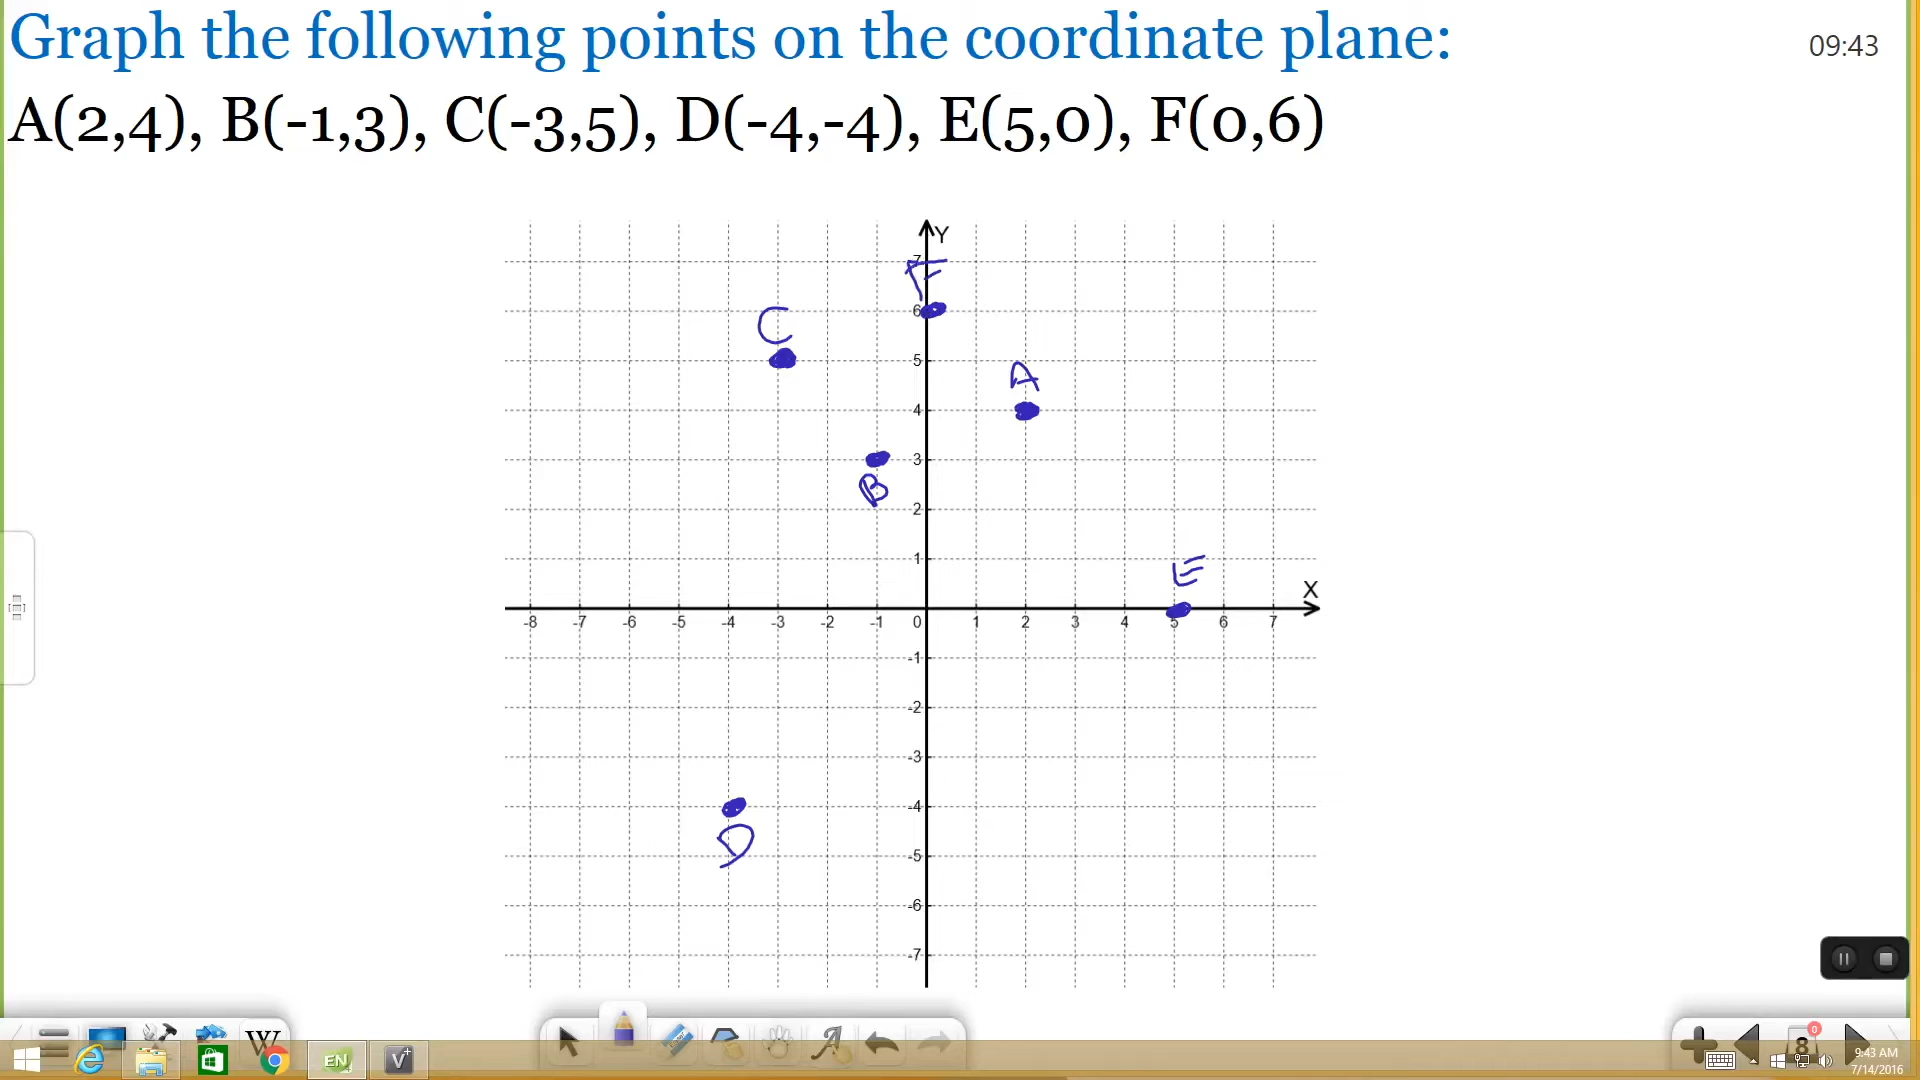 Graph the following points on the coordinate plane:
09:43
A(2,4), B(-1,3), C(-3,5), D(-4,-4), E(5,0), F(0,6)
Y
7
F
6
C
5
A
4
3
B
2
1
E
X
-8 -7 -6 -5 -4 -3 -2 -1 0 1 2 3 4 5 6 7
-1
-2
-3
-4
D
-5
-6
-7
W
A
0
8
EN
V+
9:43 AM
7/14/2016